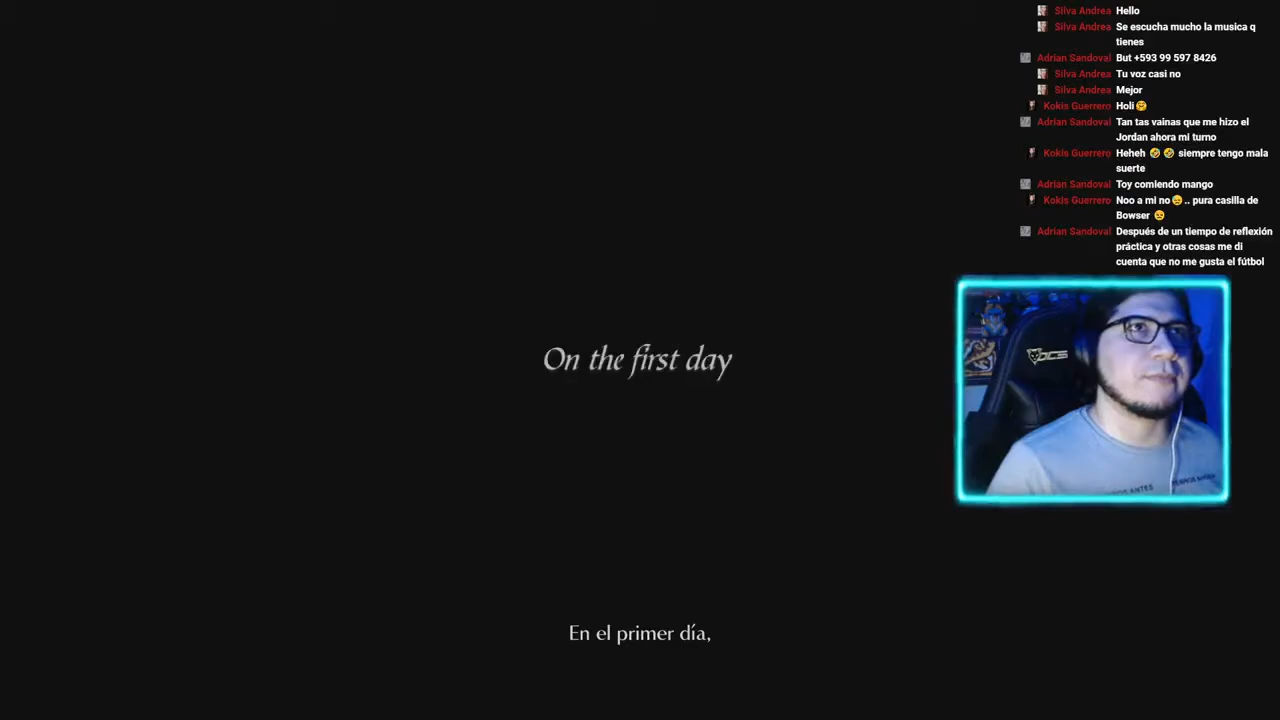 Silva Andrea Hello
Silva Andrea Se escucha mucho la musica q
tienes
Adrian Sandoval But +593 99 597 8426
Silva Andrea Tu voz casi no
Silva Andrea Mejor
Kokis Guerrero Holi
Adrian Sandoval Tan tas vainas que me hizo el
Jordan ahora mi turno
Kokis Guerrero Heheh 🤣 🤣 siempre tengo mala
suerte
Adrian Sandoval Toy comiendo mango
Kokis Guerrero Noo a mi no😞.. pura casilla de
Bowser 😒
Adrian Sandoval Después de un tiempo de reflexión
práctica y otras cosas me di
cuenta que no me gusta el fútbol
OCS
On the first day
En el primer día,